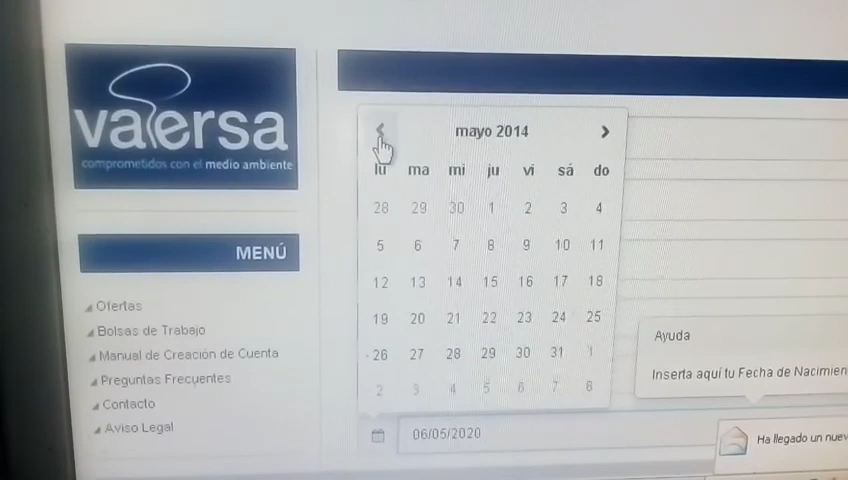 vaersa
comprometidos con el medio ambiente
MENÚ
Ofertas
Bolsas de Trabajo
Manual de Creación de Cuenta
Preguntas Frecuentes
Contacto
Aviso Legal
mayo 2014
lu ma mi ju vi sá do
28 29 30 1 2 3 4
5 6 7 8 9 10 11
12 13 14 15 16 17 18
19 20 21 22 23 24 25
26 27 28 29 30 31 1
2 3 4 5 6 7 8
06/05/2020
Ayuda
Inserta aquí tu Fecha de Nacimien
Ha llegado un nuev